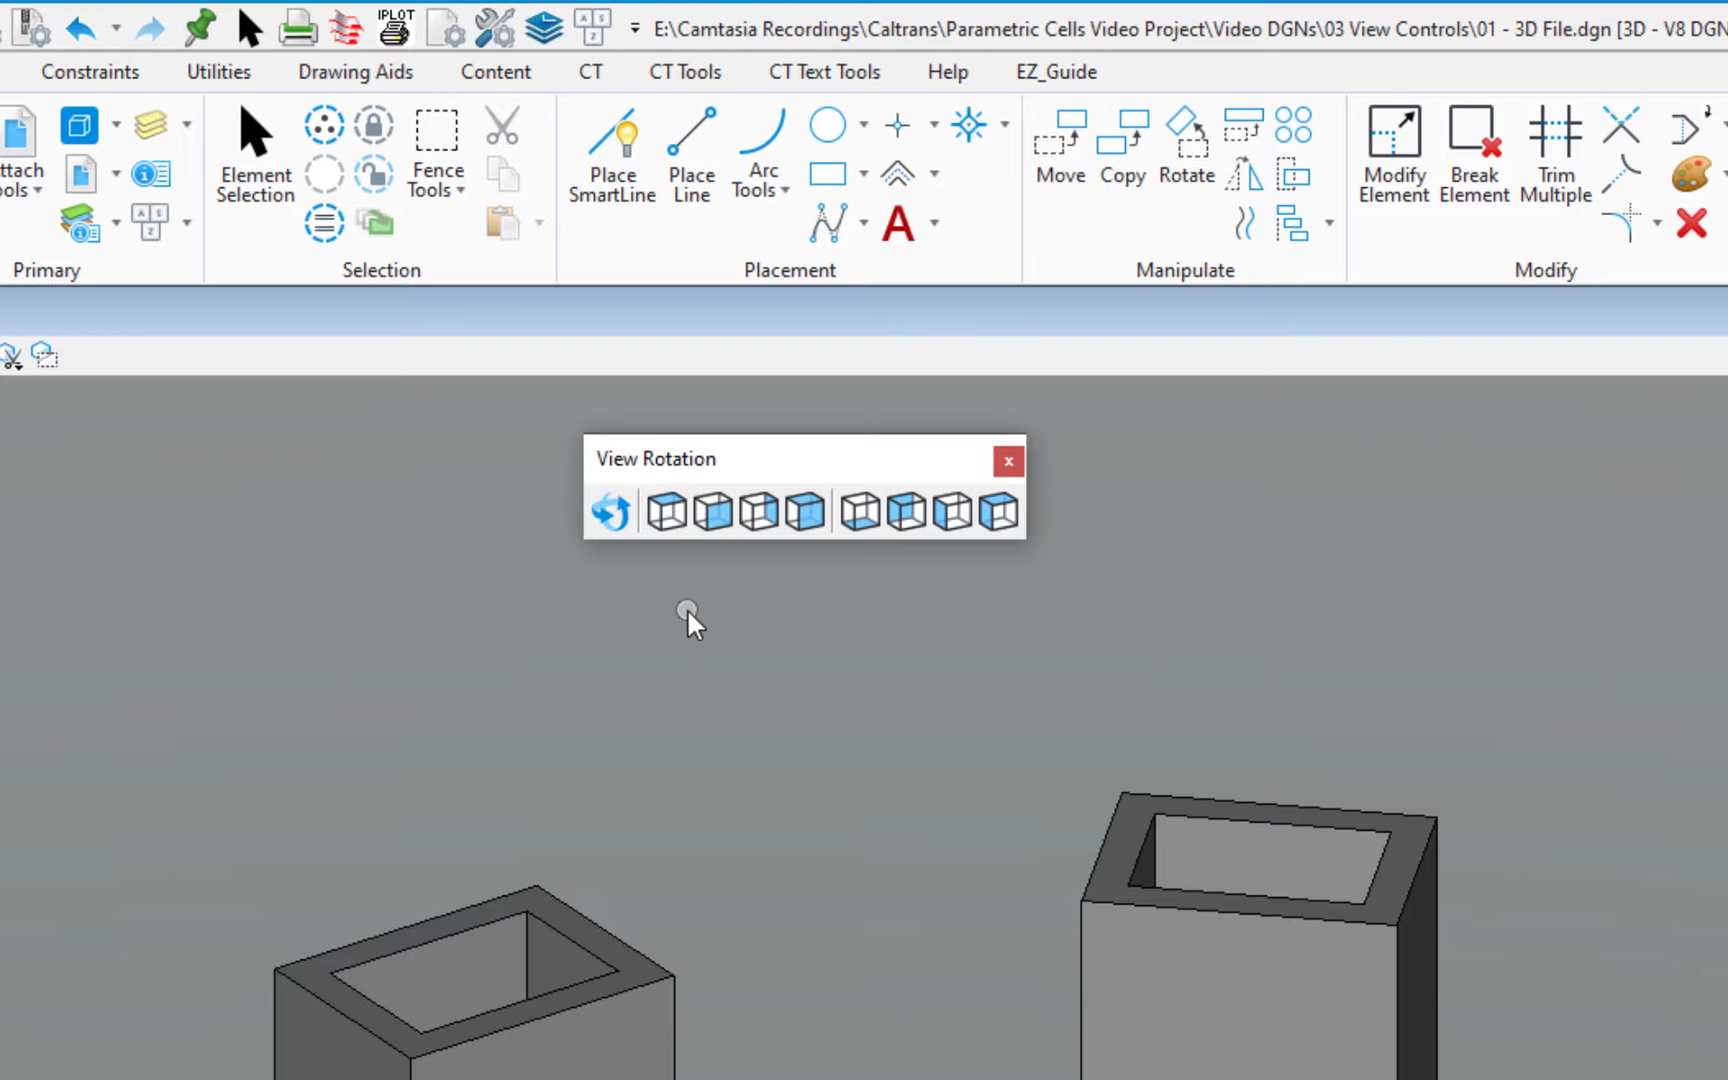 IPLOT
E:\Camtasia Recordings\Caltrans\Parametric Cells Video Project\Video DGNs\03 View Controls\01 - 3D File.dgn [3D - V8 DGN
Constraints Utilities Drawing Aids Content CT CT Tools CT Text Tools Help EZ_Guide
ttach
ols
Element
Selection
Fence
Tools
Place
SmartLine
Place
Line
Arc
Tools
A
Move Copy Rotate
Modify
Element
Break
Element
Trim
Multiple
Primary Selection Placement Manipulate Modify
View Rotation x